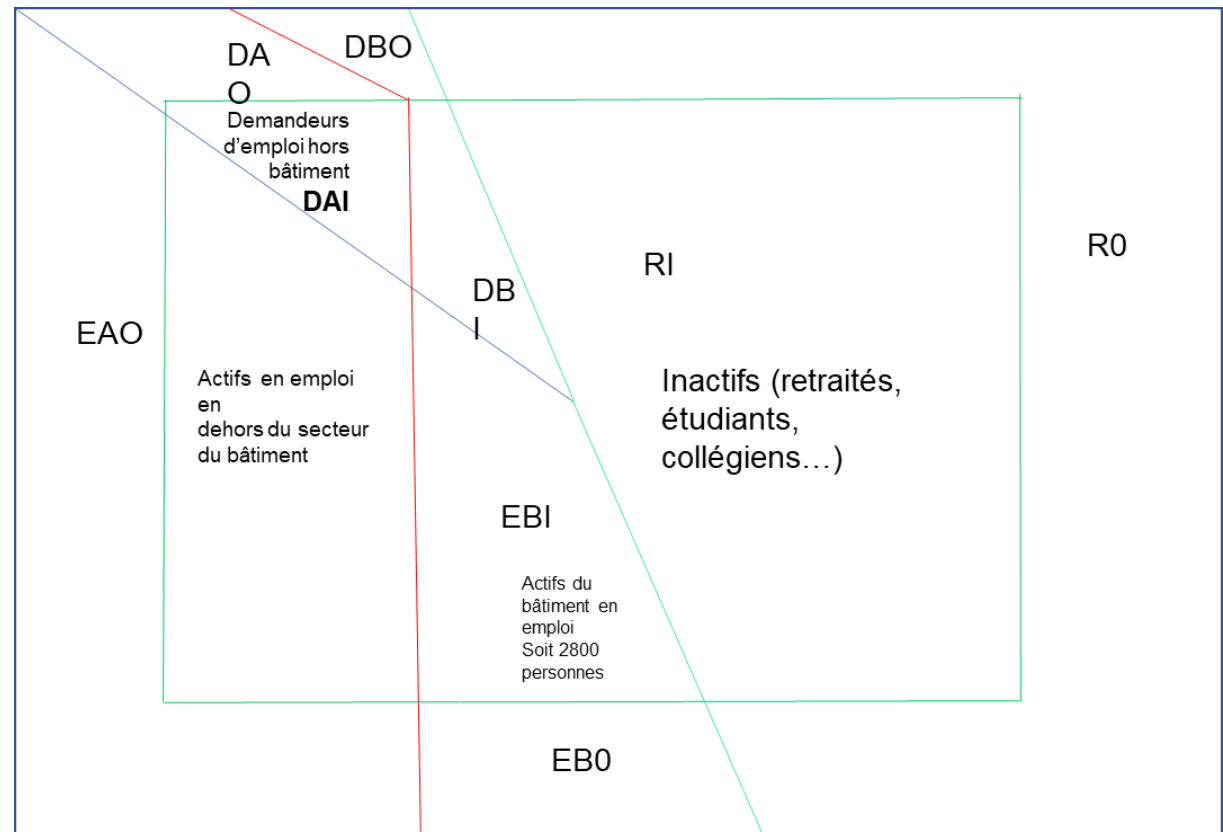 DBO
DA
O
Demandeurs
d’emploi hors
bâtiment
DAI
R0
RI
DB
I
EAO
Actifs en emploi
en
dehors du secteur
du bâtiment
Inactifs (retraités,
étudiants,
collégiens…)
EBI
Actifs du
bâtiment en
emploi
Soit 2800
personnes
EB0